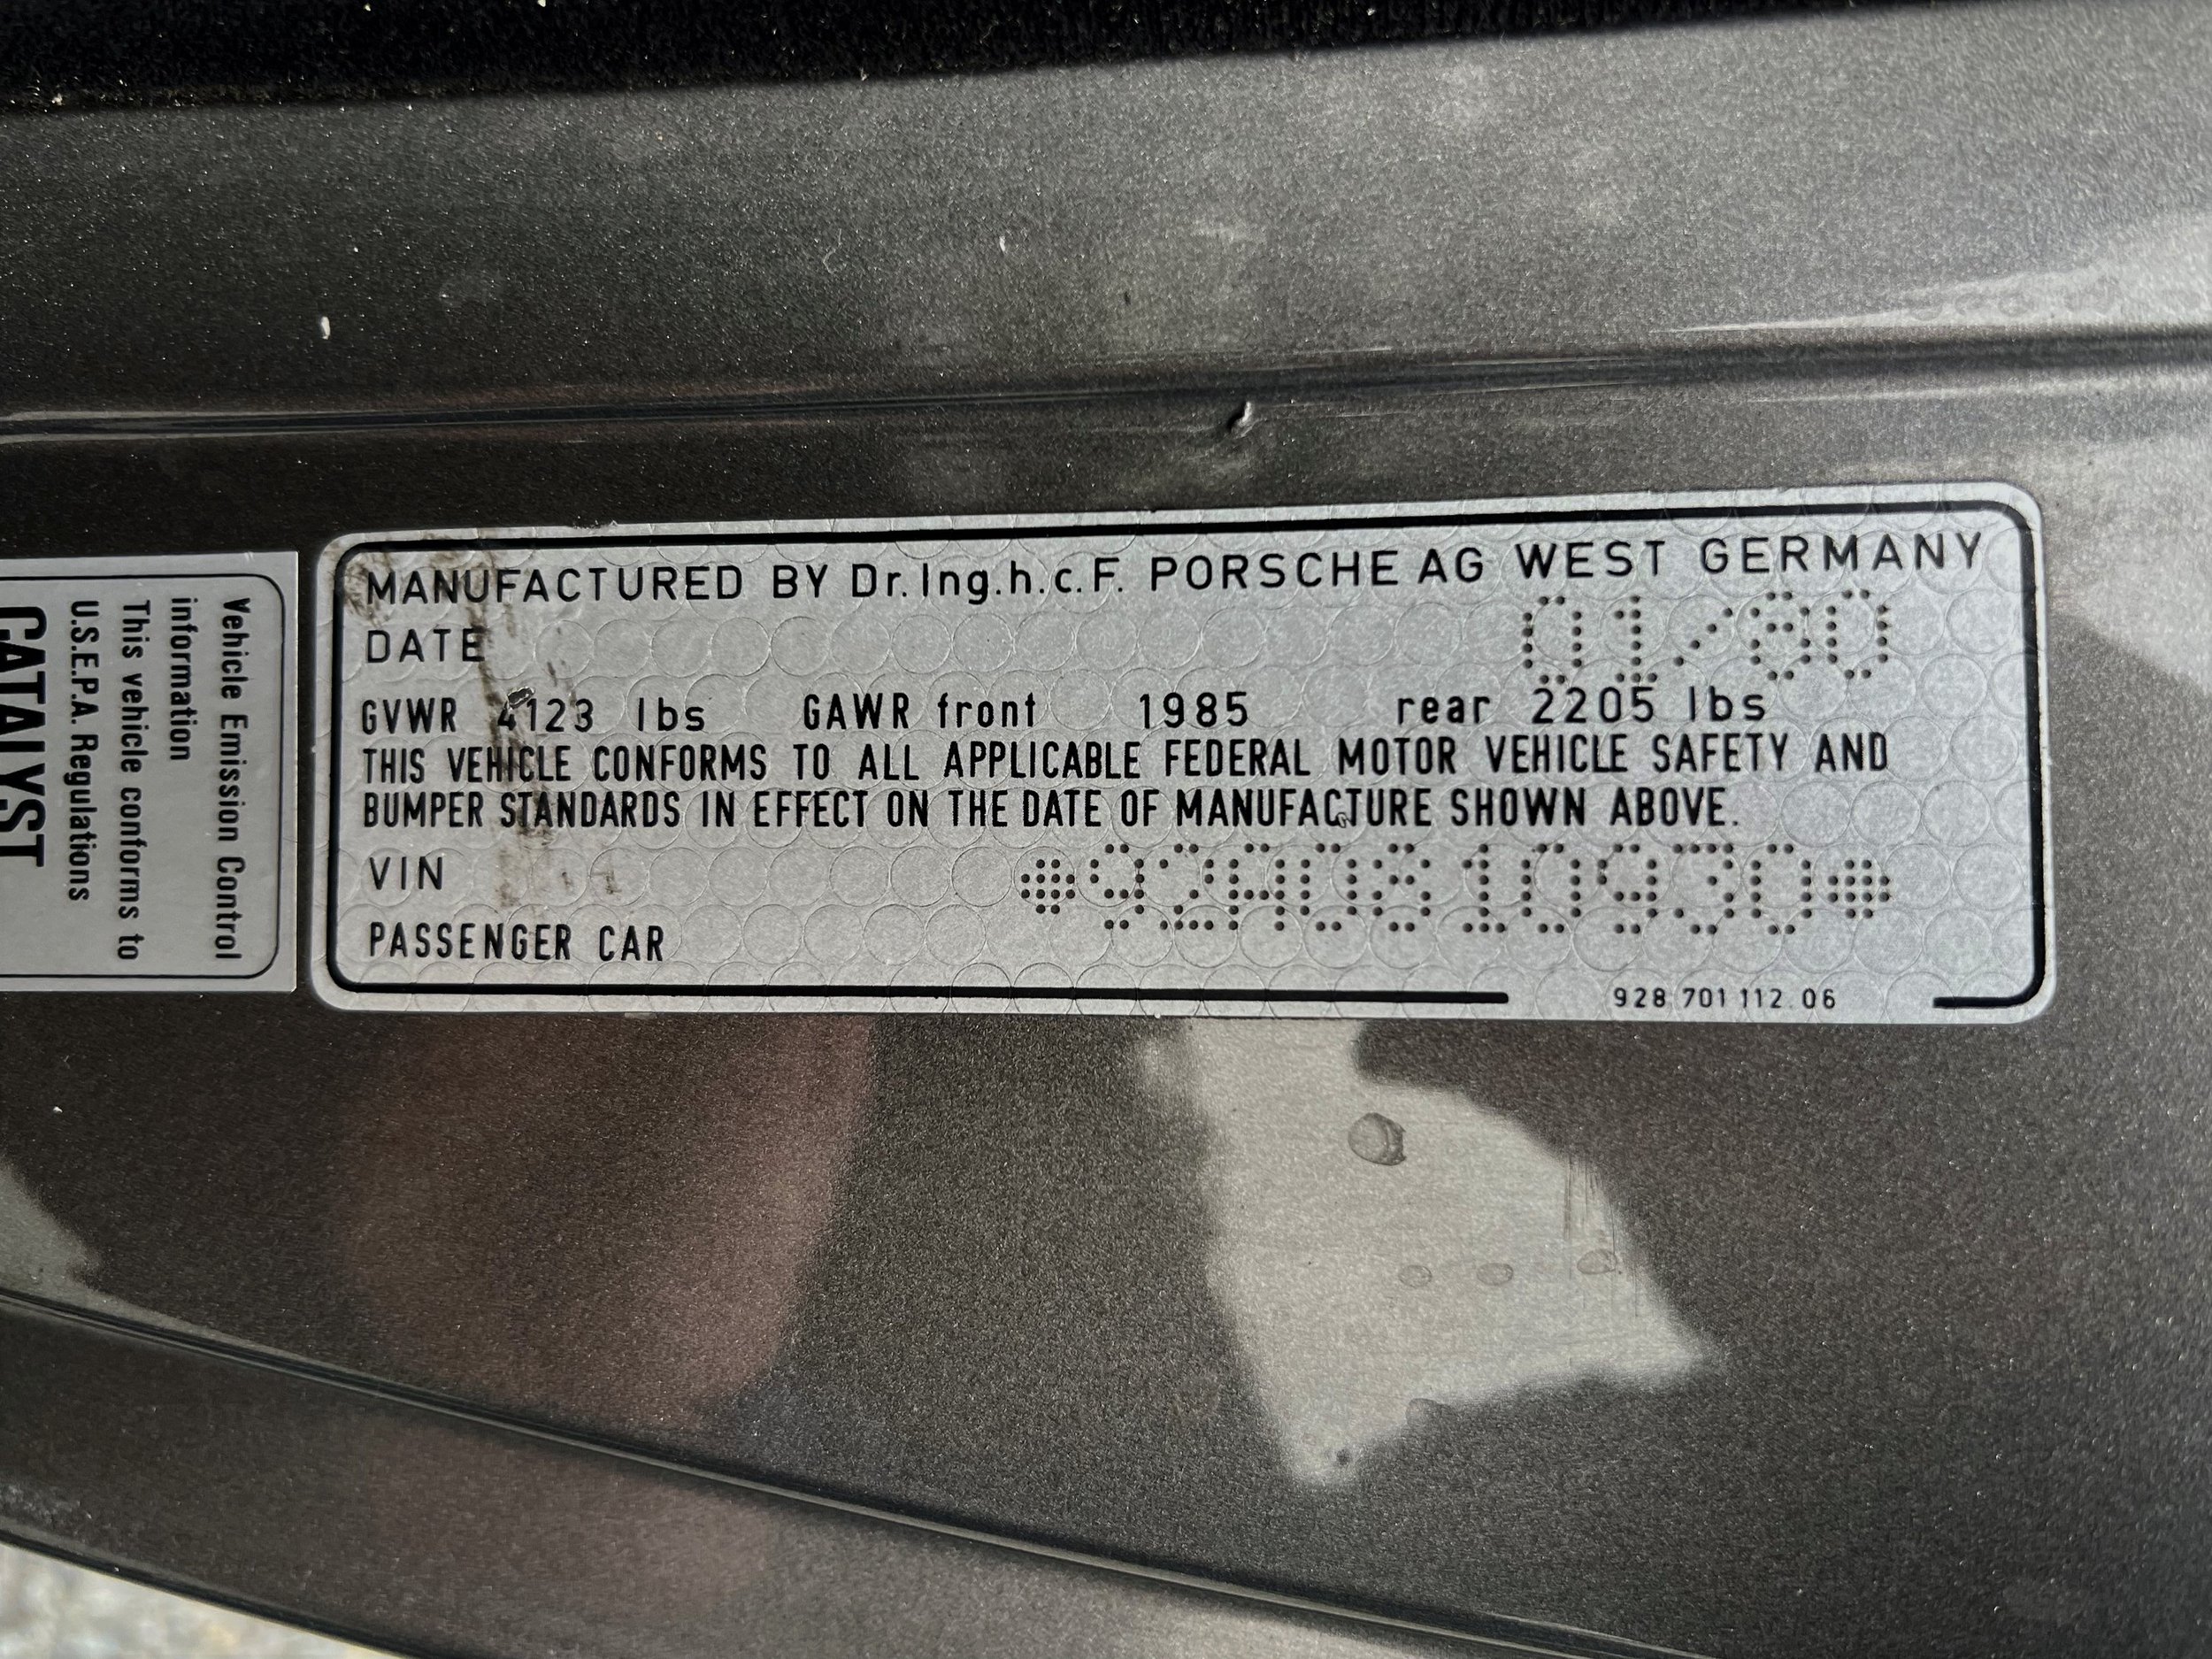 MANUFACTURED BY Dr.Ing.h.c.F. PORSCHE AG WEST GERMANY
DATE 01/80
GVWR 4123 lbs GAWR front 1985 rear 2205 lbs
THIS VEHICLE CONFORMS TO ALL APPLICABLE FEDERAL MOTOR VEHICLE SAFETY AND
BUMPER STANDARDS IN EFFECT ON THE DATE OF MANUFACTURE SHOWN ABOVE.
VIN 92A0810930
PASSENGER CAR
928 701 112 06
Vehicle Emission Control
information
This vehicle conforms to
U.S.E.P.A. Regulations
CATALYST